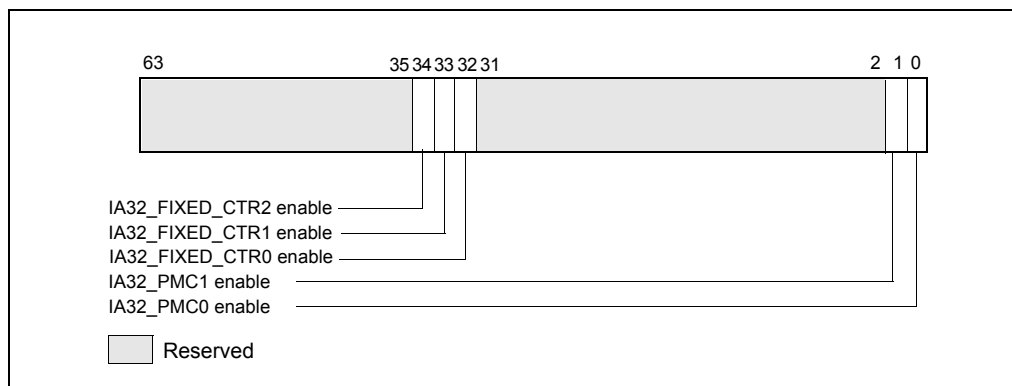 63 35 34 33 32 31 2 1 0
IA32_FIXED_CTR2 enable
IA32_FIXED_CTR1 enable
IA32_FIXED_CTR0 enable
IA32_PMC1 enable
IA32_PMC0 enable
Reserved